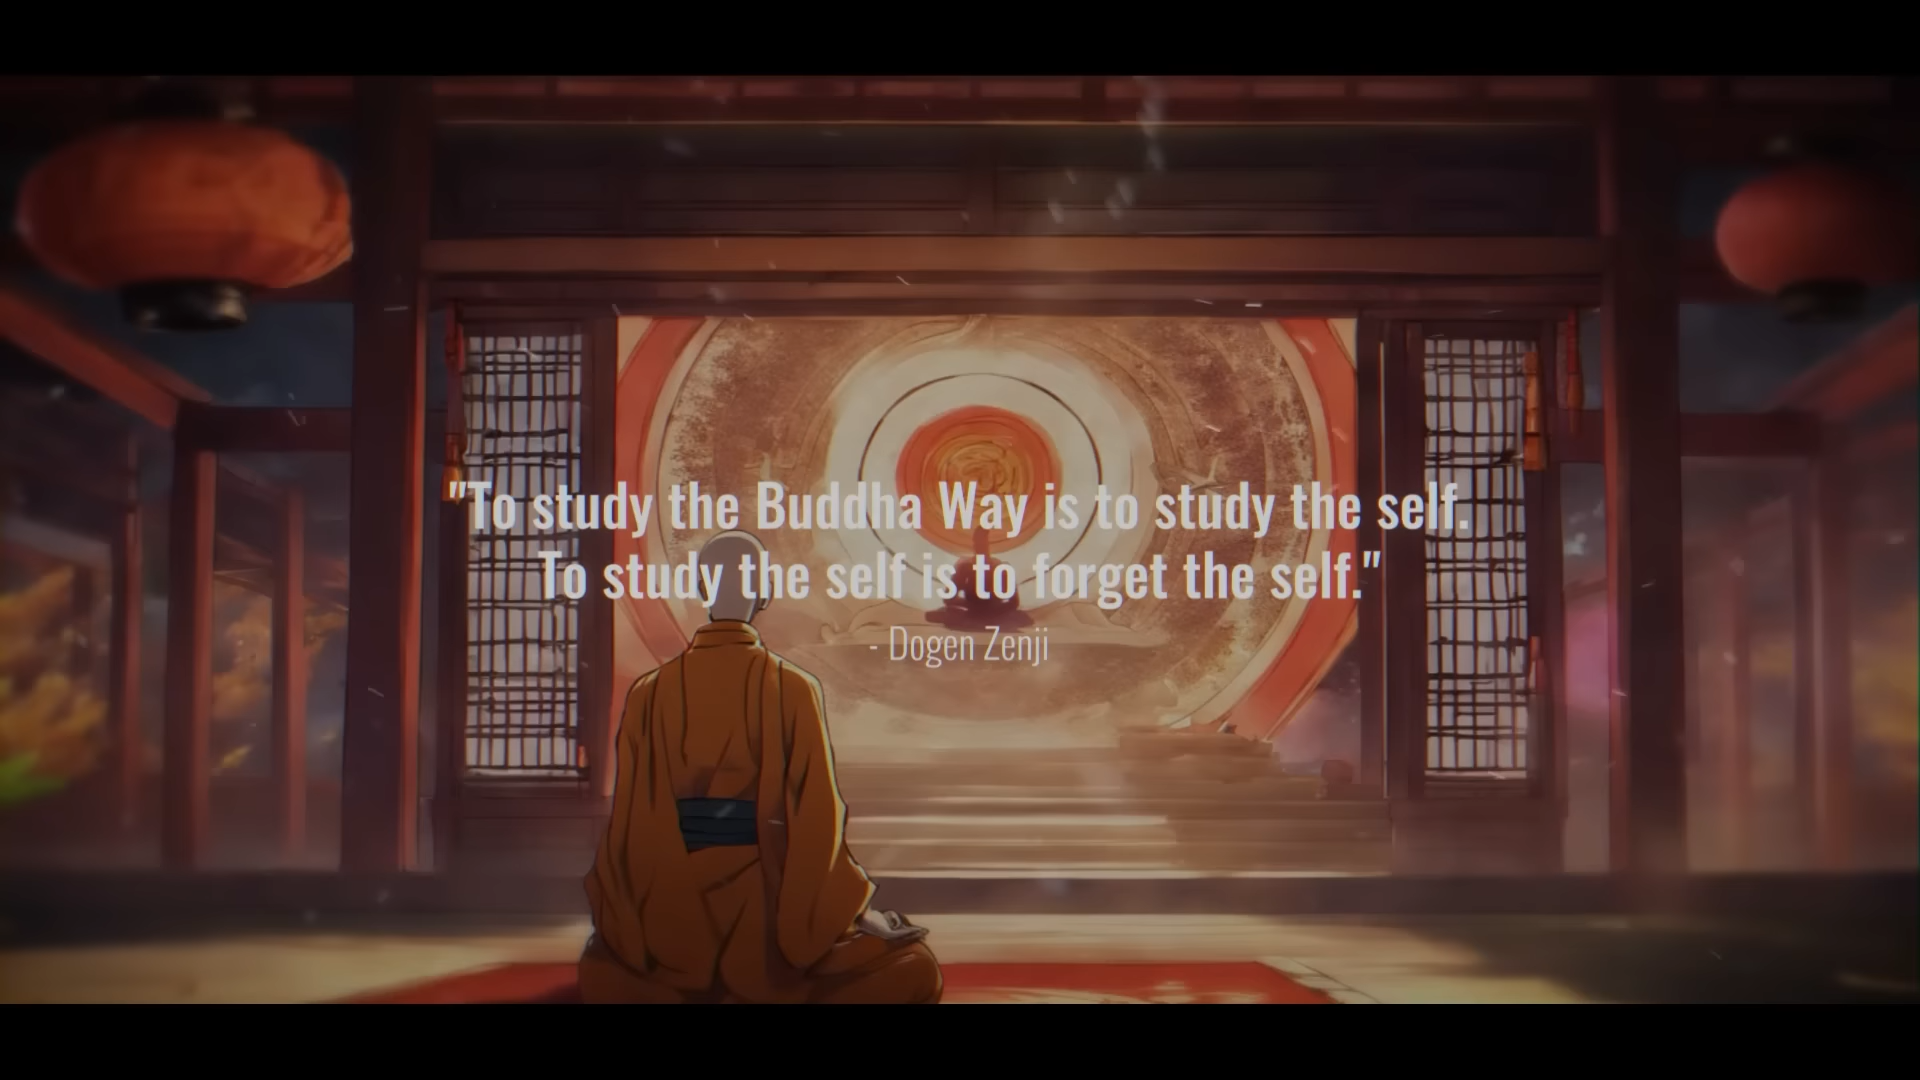 "To study the Buddha Way is to study the self.
To study the self is to forget the self."
- Dogen Zenji